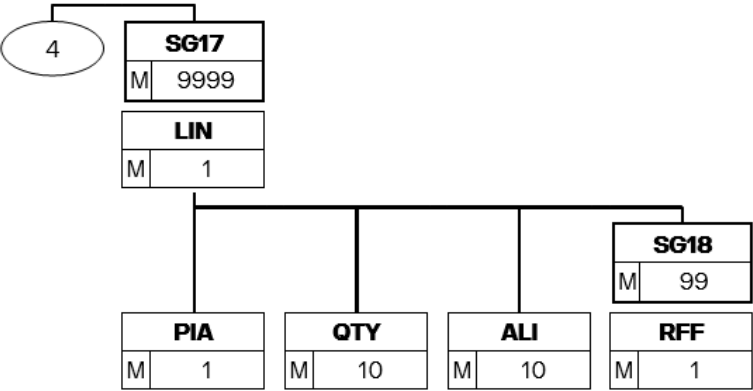 4
SG17
M 9999
LIN
M 1
SG18
M 99
PIA QTY ALI RFF
M 1 M 10 M 10 M 1